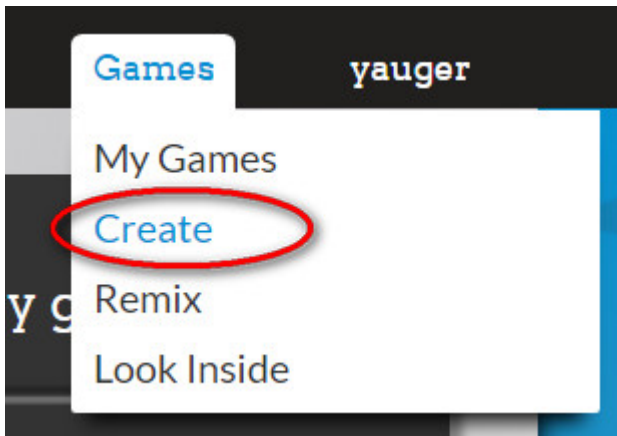 Games yauger
My Games
Create
Remix
y g
Look Inside